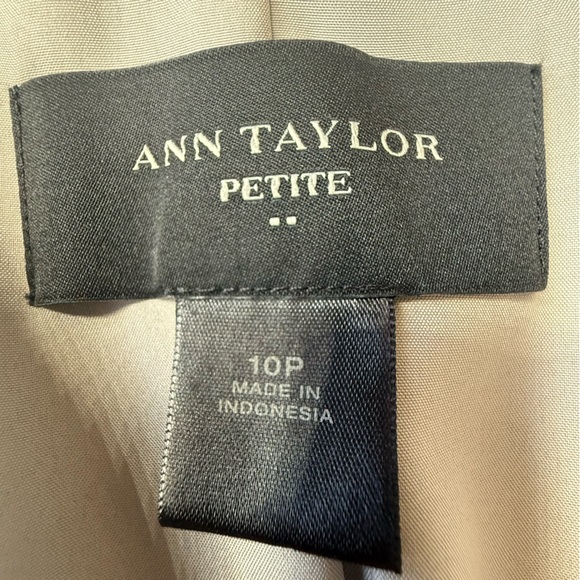 ANN TAYLOR
PETITE
10P
MADE IN
INDONESIA